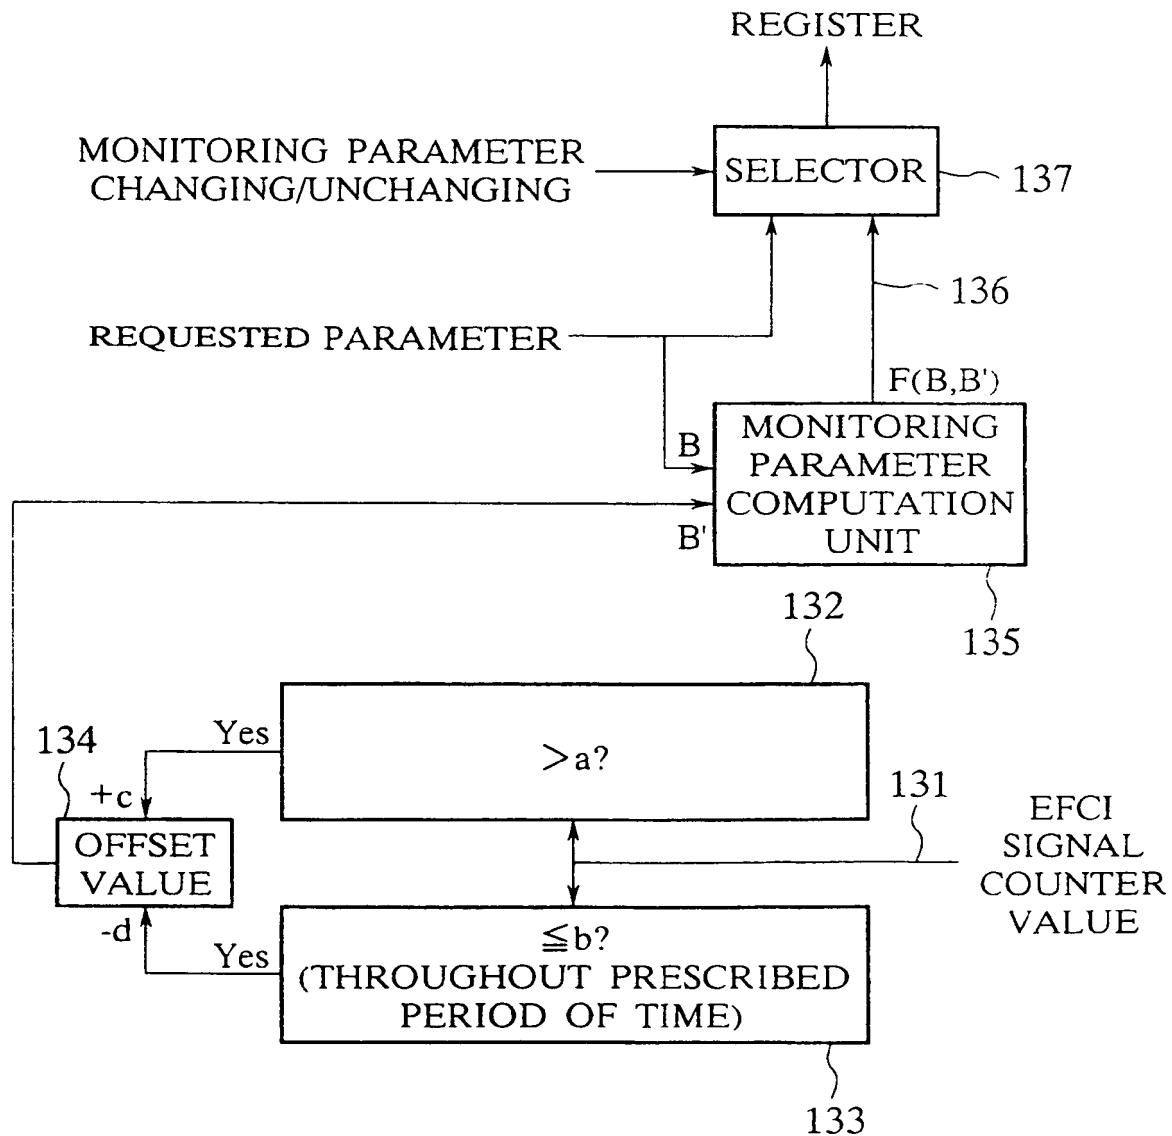 REGISTER
MONITORING PARAMETER
CHANGING/UNCHANGING
SELECTOR
137
136
REQUESTED PARAMETER
F(B,B')
B
B'
MONITORING
PARAMETER
COMPUTATION
UNIT
135
132
134
Yes
>a?
+c
131
OFFSET
VALUE
EFCI
SIGNAL
COUNTER
VALUE
-d
Yes
≦b?
(THROUGHOUT PRESCRIBED
PERIOD OF TIME)
133